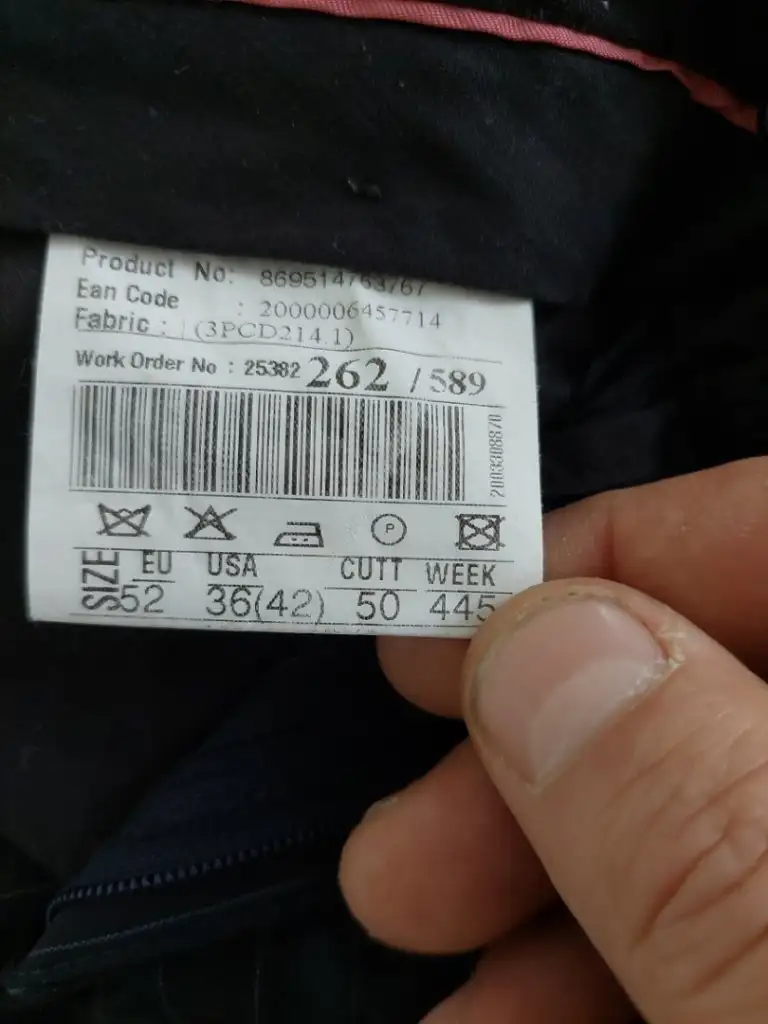 Product No: 869514763767
Ean Code : 2000006457714
Fabric : (3PCD214.1)
Work Order No : 25382 262 / 589
2003308870
P
SIZE EU USA CUTT WEEK
52 36(42) 50 445